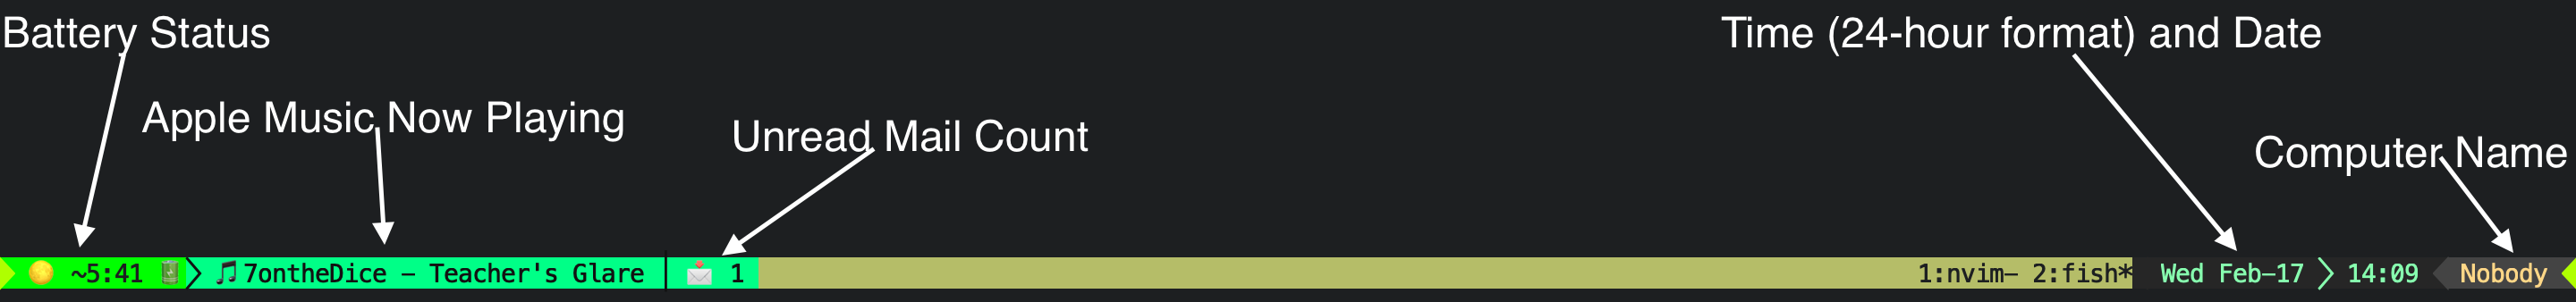 Battery Status
Time (24-hour format) and Date
Apple Music Now Playing
Unread Mail Count
Computer Name
~5:41 7ontheDice – Teacher's Glare 1 1:nvim– 2:fish* Wed Feb–17 14:09 Nobody